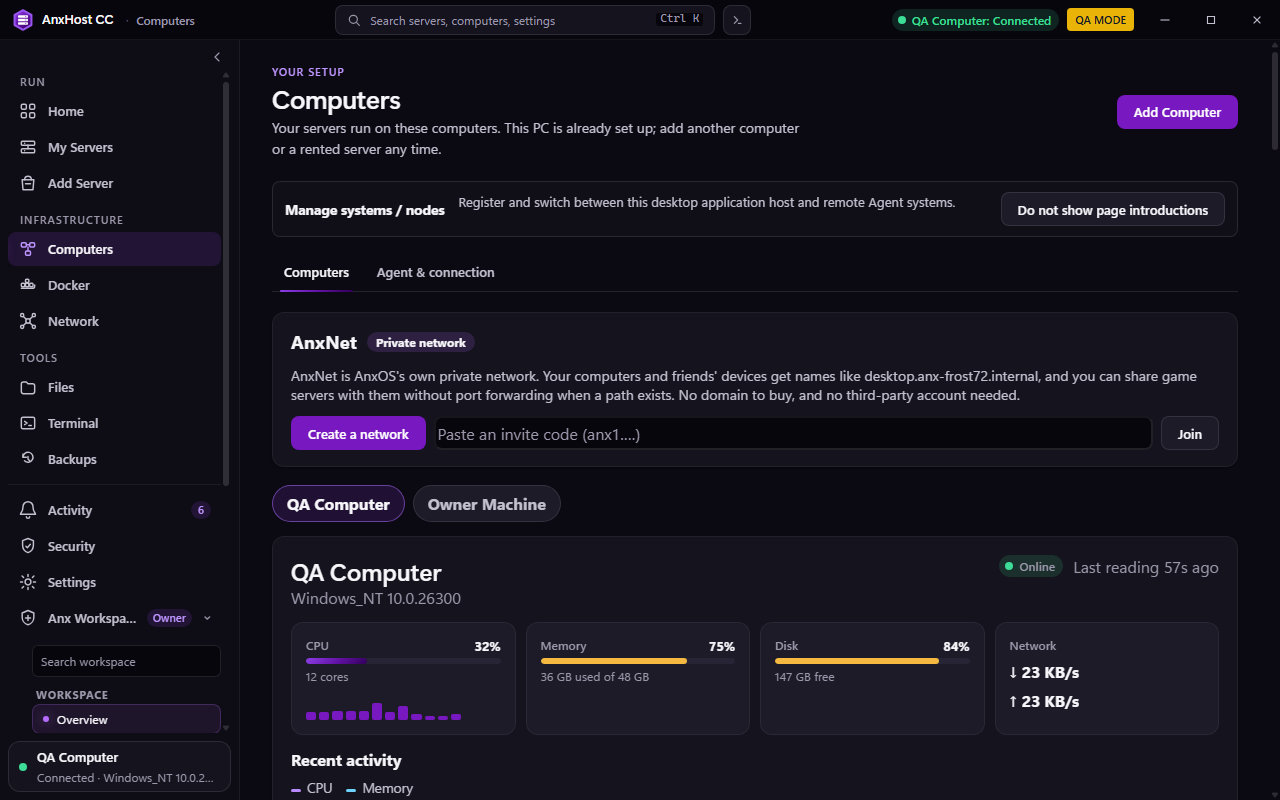 AnxHost CC · Computers
Search servers, computers, settings Ctrl K
QA Computer: Connected
QA MODE
RUN
Home
My Servers
Add Server
INFRASTRUCTURE
Computers
Docker
Network
TOOLS
Files
Terminal
Backups
Activity 6
Security
Settings
Anx Workspa... Owner
Search workspace
WORKSPACE
Overview
QA Computer
Connected · Windows_NT 10.0.2...
YOUR SETUP
Computers
Your servers run on these computers. This PC is already set up; add another computer
or a rented server any time.
Add Computer
Manage systems / nodes Register and switch between this desktop application host and remote Agent systems.
Do not show page introductions
Computers Agent & connection
AnxNet Private network
AnxNet is AnxOS's own private network. Your computers and friends' devices get names like desktop.anx-frost72.internal, and you can share game
servers with them without port forwarding when a path exists. No domain to buy, and no third-party account needed.
Create a network Paste an invite code (anx1....) Join
QA Computer Owner Machine
QA Computer
Windows_NT 10.0.26300
Online Last reading 57s ago
CPU 32%
12 cores
Memory 75%
36 GB used of 48 GB
Disk 84%
147 GB free
Network
↓ 23 KB/s
↑ 23 KB/s
Recent activity
CPU Memory